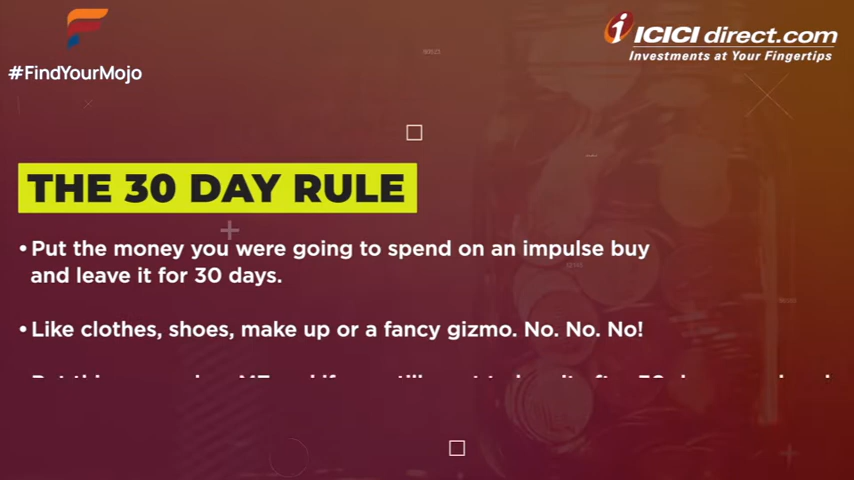 #FindYourMojo
ICICI direct.com
Investments at Your Fingertips
THE 30 DAY RULE
• Put the money you were going to spend on an impulse buy
and leave it for 30 days.
• Like clothes, shoes, make up or a fancy gizmo. No. No. No!